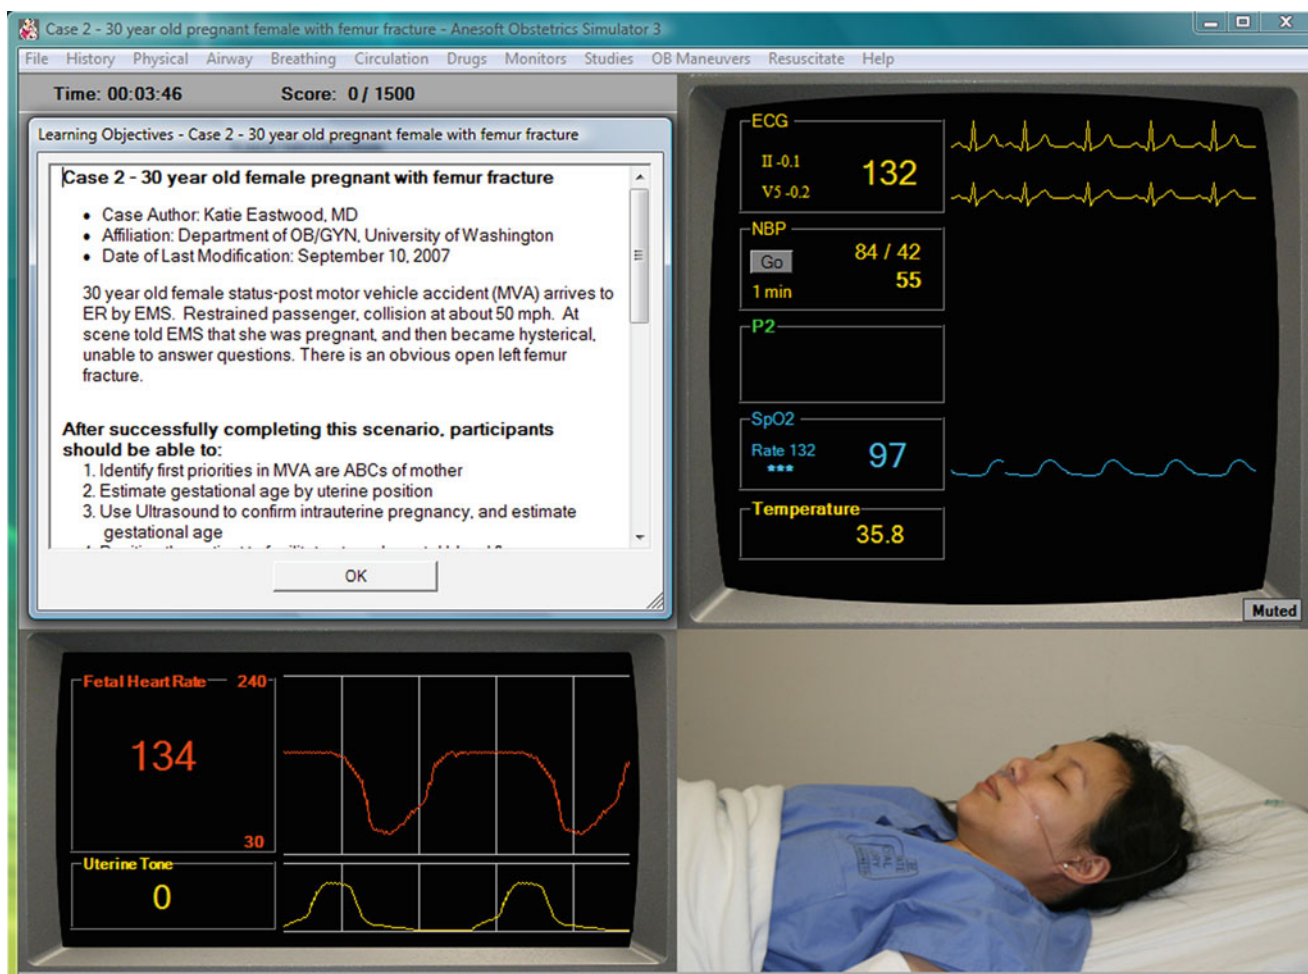 Case 2 - 30 year old pregnant female with femur fracture - Anesoft Obstetrics Simulator 3
File History Physical Airway Breathing Circulation Drugs Monitors Studies OB Maneuvers Resuscitate Help
Time: 00:03:46 Score: 0 / 1500
Learning Objectives - Case 2 - 30 year old pregnant female with femur fracture
Case 2 - 30 year old female pregnant with femur fracture
• Case Author: Katie Eastwood, MD
• Affiliation: Department of OB/GYN, University of Washington
• Date of Last Modification: September 10, 2007
30 year old female status-post motor vehicle accident (MVA) arrives to
ER by EMS. Restrained passenger, collision at about 50 mph. At
scene told EMS that she was pregnant, and then became hysterical,
unable to answer questions. There is an obvious open left femur
fracture.
After successfully completing this scenario, participants
should be able to:
1. Identify first priorities in MVA are ABCs of mother
2. Estimate gestational age by uterine position
3. Use Ultrasound to confirm intrauterine pregnancy, and estimate
gestational age
OK
ECG
II -0.1
132
V5 -0.2
NBP
Go
84 / 42
55
1 min
P2
SpO2
Rate 132
97
***
Temperature
35.8
Muted
Fetal Heart Rate 240
134
30
Uterine Tone
0